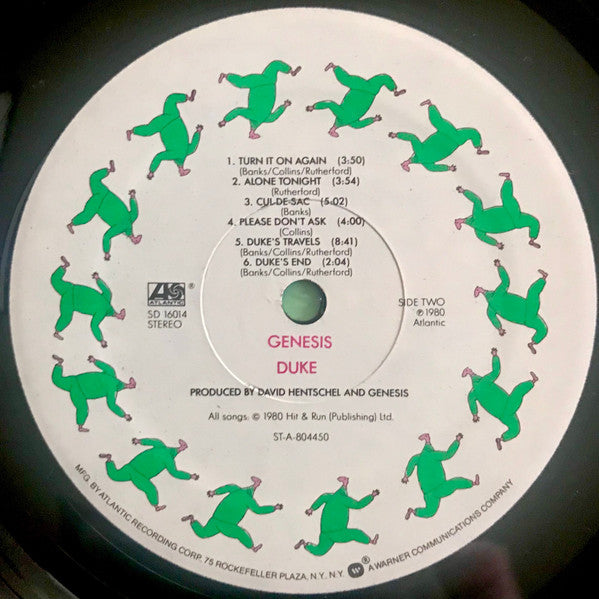 1. TURN IT ON AGAIN (3:50)
(Banks/Collins/Rutherford)
2. ALONE TONIGHT (3:54)
(Rutherford)
3. CUL-DE-SAC (5:02)
(Banks)
4. PLEASE DON'T ASK (4:00)
(Collins)
5. DUKE'S TRAVELS (8:41)
(Banks/Collins/Rutherford)
6. DUKE'S END (2:04)
(Banks/Collins/Rutherford)
ATLANTIC ®
SD 16014
STEREO
SIDE TWO
℗ 1980
Atlantic
GENESIS
DUKE
PRODUCED BY DAVID HENTSCHEL AND GENESIS
All songs: © 1980 Hit & Run (Publishing) Ltd.
ST-A-804450
MFG. BY ATLANTIC RECORDING CORP. 75 ROCKEFELLER PLAZA, N.Y. N.Y. ® A WARNER COMMUNICATIONS COMPANY